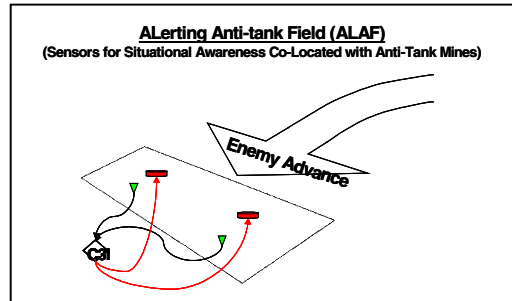 ALerting Anti-tank Field (ALAF)
(Sensors for Situational Awareness Co-Located with Anti-Tank Mines)
Enemy Advance
C3I